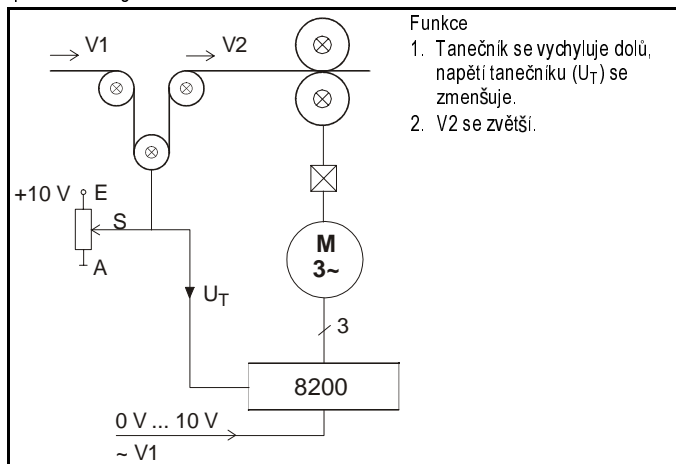 V1
V2
Funkce
1. Tanečník se vychyluje dolů,
napětí tanečníku (UT) se
zmenšuje.
2. V2 se zvětší.
+10 V
E
S
A
M
3~
UT
3
8200
0 V ... 10 V
~ V1